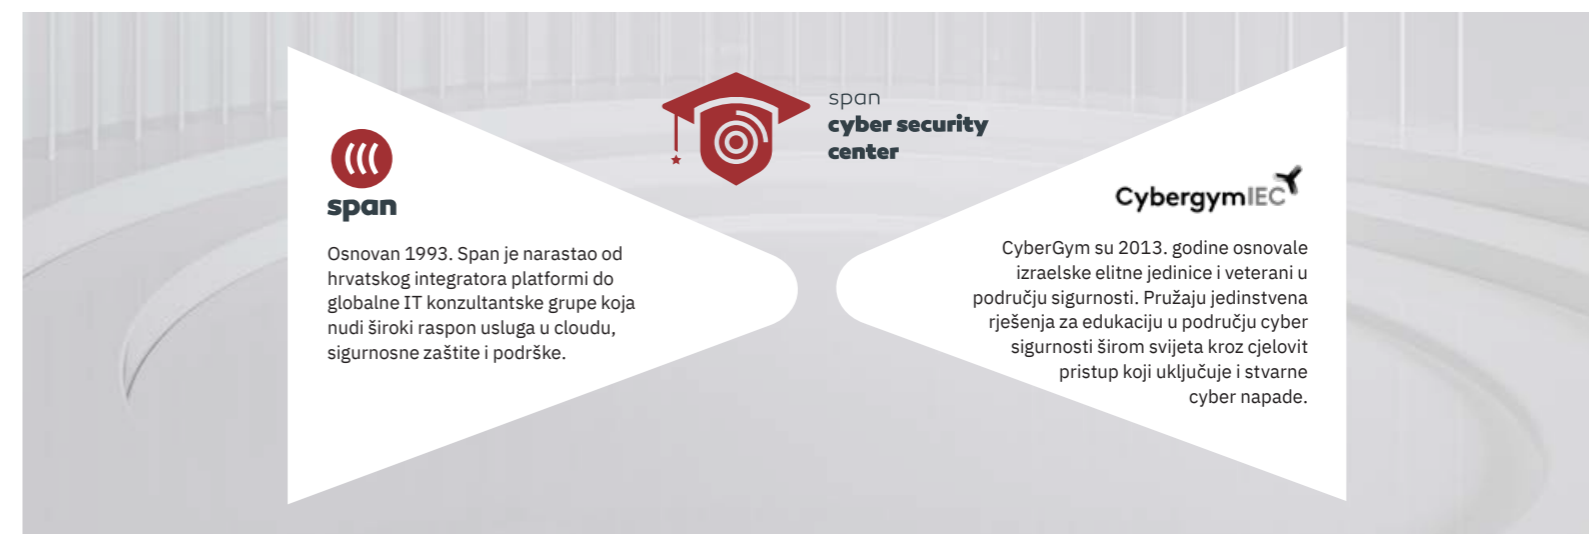 span
cyber security
center
span
Osnovan 1993. Span je narastao od
hrvatskog integratora platformi do
globalne IT konzultantske grupe koja
nudi široki raspon usluga u cloudu,
sigurnosne zaštite i podrške.
CybergymIEC
CyberGym su 2013. godine osnovale
izraelske elitne jedinice i veterani u
području sigurnosti. Pružaju jedinstvena
rješenja za edukaciju u području cyber
sigurnosti širom svijeta kroz cjelovit
pristup koji uključuje i stvarne
cyber napade.